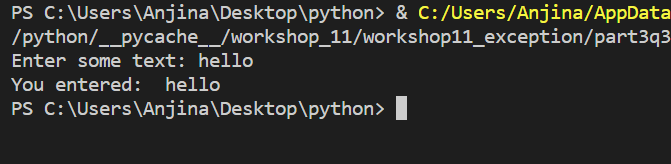 PS C:\Users\Anjina\Desktop\python> & C:/Users/Anjina/AppData
/python/__pycache__/workshop_11/workshop11_exception/part3q3
Enter some text: hello
You entered:  hello
PS C:\Users\Anjina\Desktop\python>